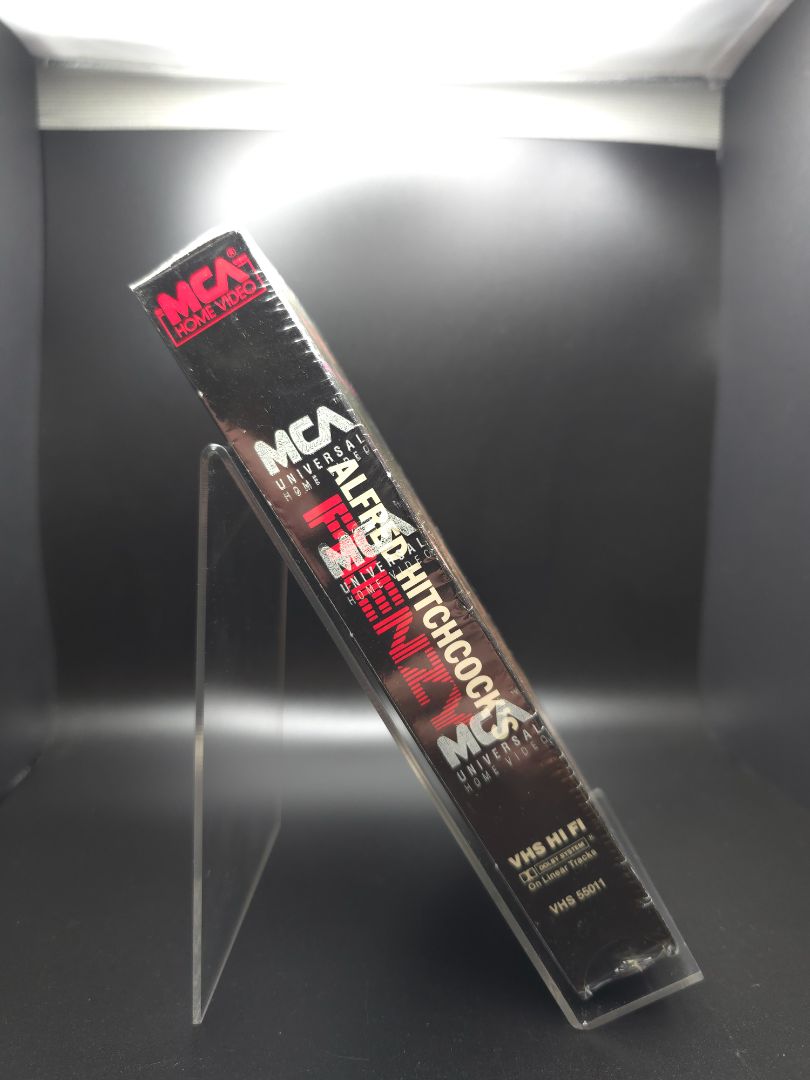 MCA®
HOME VIDEO
MCA
UNIVERSAL
HOME VIDEO
ALFRED HITCHCOCK'S
FRENZY
MCA
UNIVERSAL
HOME VIDEO
MCA
UNIVERSAL
HOME VIDEO
VHS HI FI
DOLBY SYSTEM
On Linear Tracks
VHS 55011